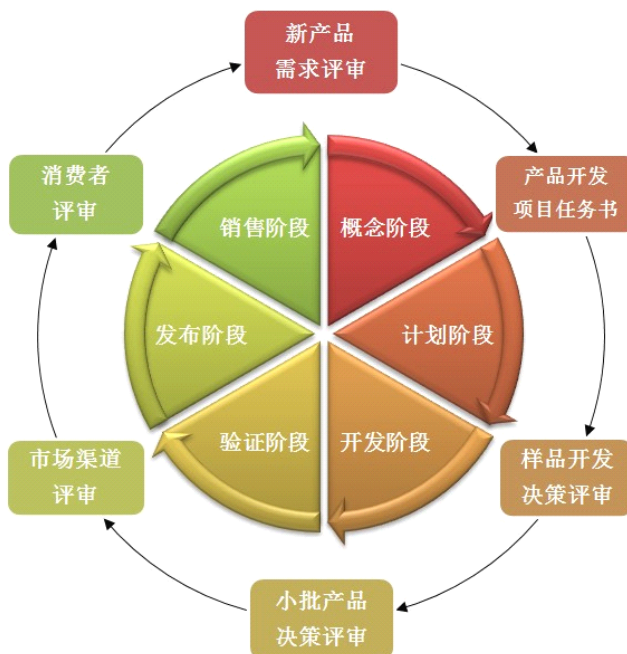 新产品
需求评审
消费者
评审
产品开发
项目任务书
销售阶段
概念阶段
发布阶段
计划阶段
验证阶段
开发阶段
市场渠道
评审
样品开发
决策评审
小批产品
决策评审